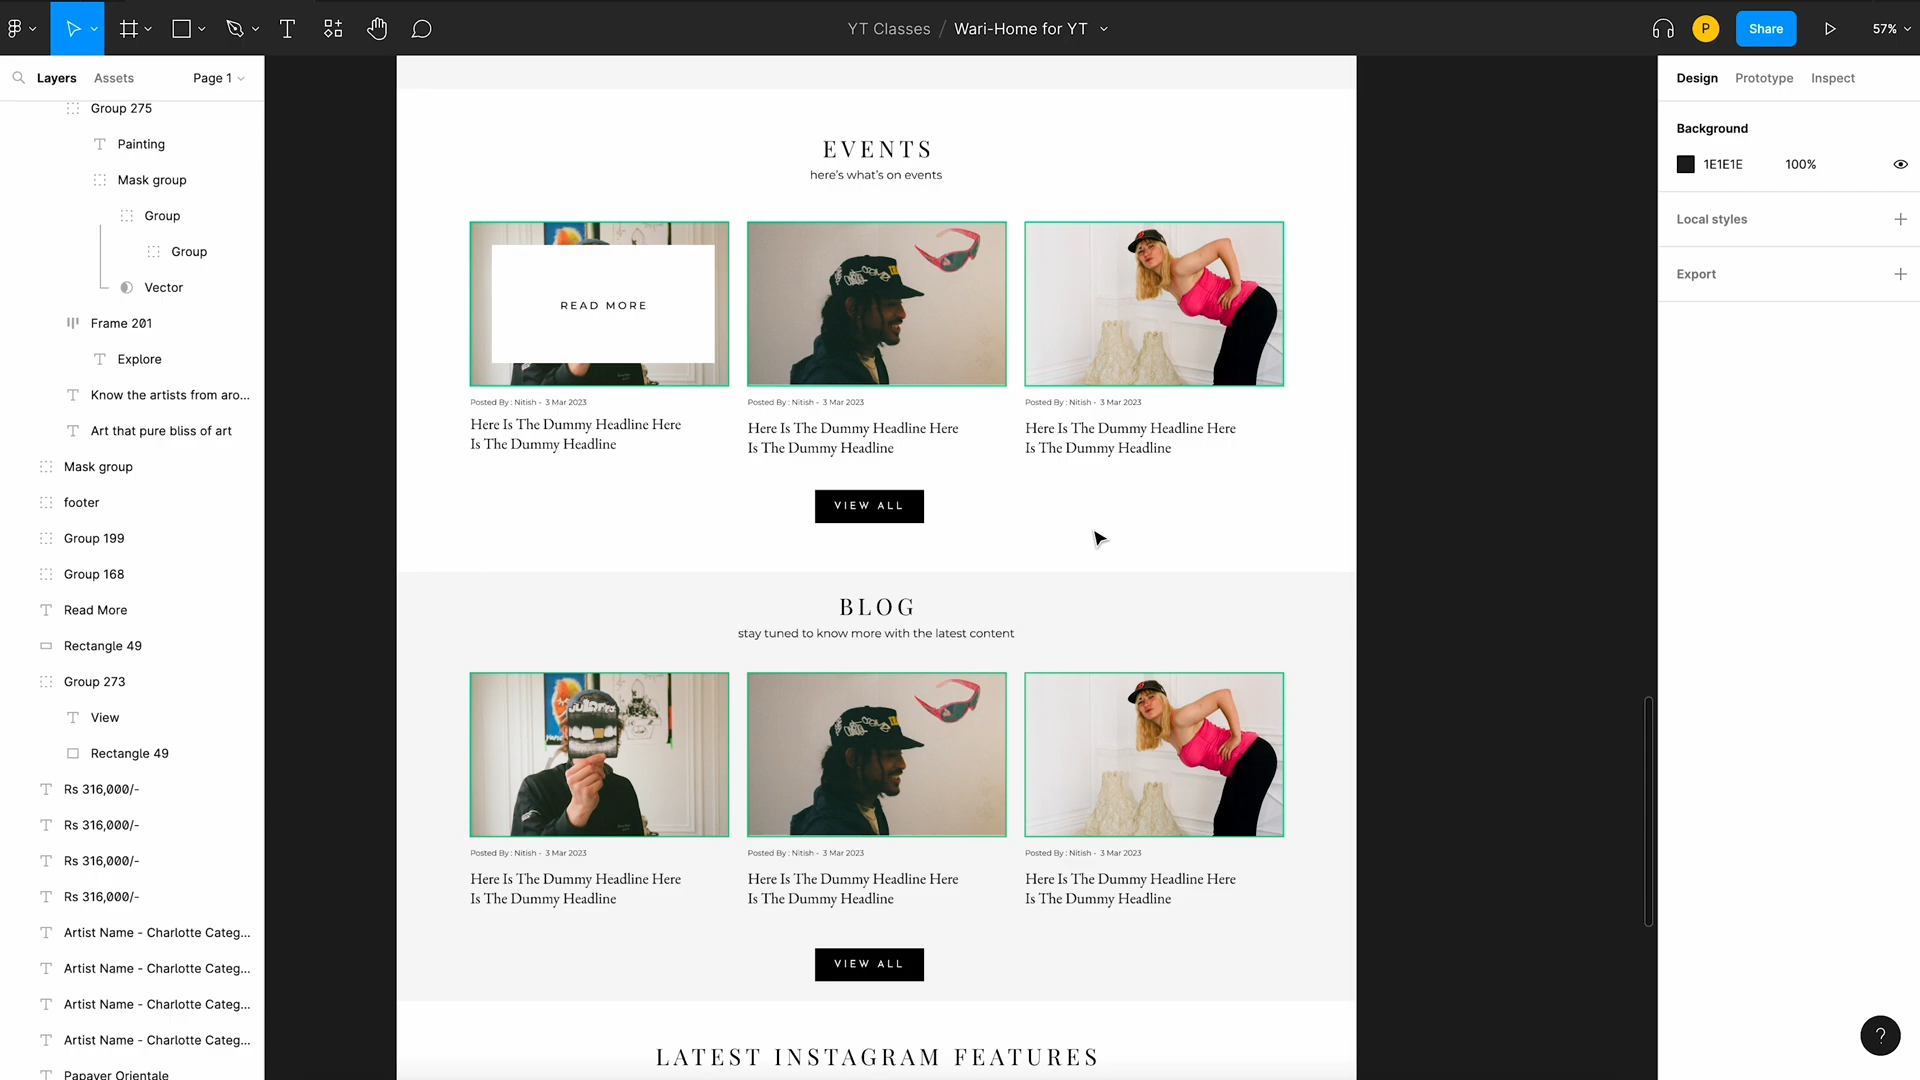 YT Classes / Wari-Home for YT
P
Share
57%
Layers
Assets
Page 1
Group 275
Painting
Mask group
Group
Group
Vector
Frame 201
Explore
Know the artists from aro...
Art that pure bliss of art
Mask group
footer
Group 199
Group 168
Read More
Rectangle 49
Group 273
View
Rectangle 49
Rs 316,000/-
Rs 316,000/-
Rs 316,000/-
Rs 316,000/-
Artist Name - Charlotte Categ...
Artist Name - Charlotte Categ...
Artist Name - Charlotte Categ...
Artist Name - Charlotte Categ...
Papaver Orientale
EVENTS
here's what's on events
READ MORE
Posted By : Nitish - 3 Mar 2023
Here Is The Dummy Headline Here
Is The Dummy Headline
Posted By : Nitish - 3 Mar 2023
Here Is The Dummy Headline Here
Is The Dummy Headline
Posted By : Nitish - 3 Mar 2023
Here Is The Dummy Headline Here
Is The Dummy Headline
VIEW ALL
BLOG
stay tuned to know more with the latest content
Posted By : Nitish - 3 Mar 2023
Here Is The Dummy Headline Here
Is The Dummy Headline
Posted By : Nitish - 3 Mar 2023
Here Is The Dummy Headline Here
Is The Dummy Headline
Posted By : Nitish - 3 Mar 2023
Here Is The Dummy Headline Here
Is The Dummy Headline
VIEW ALL
LATEST INSTAGRAM FEATURES
Design
Prototype
Inspect
Background
1E1E1E
100%
Local styles
Export
?